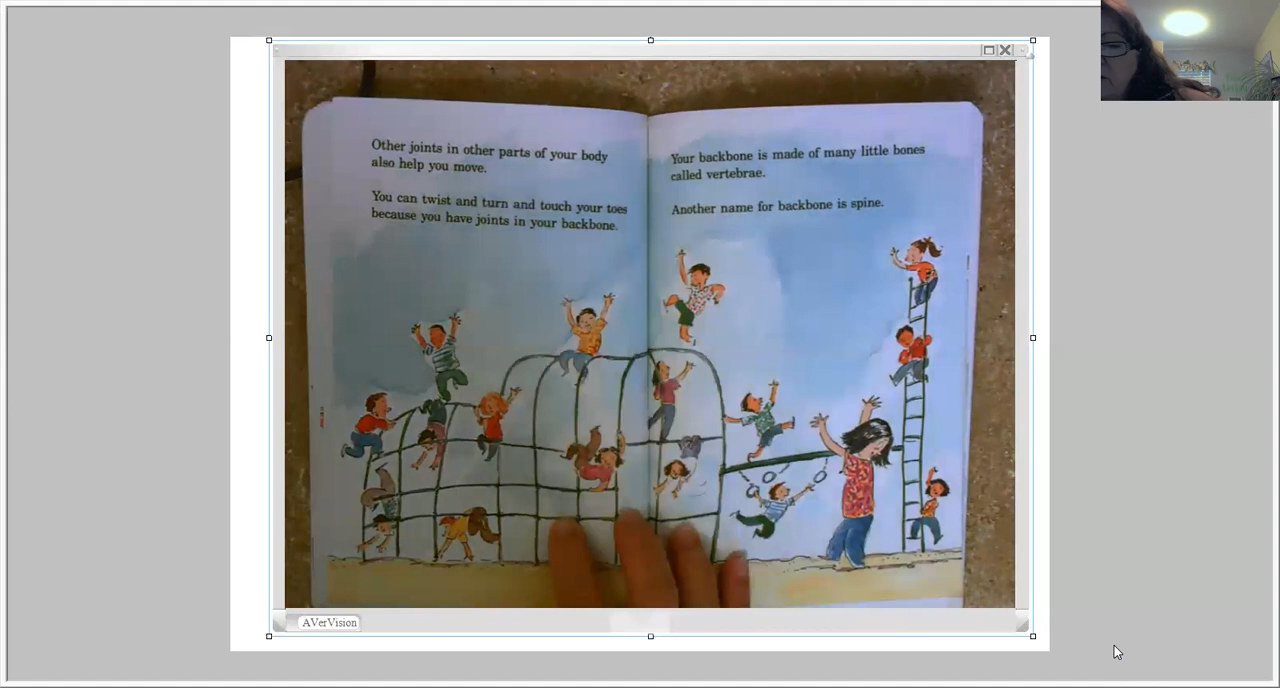 Other joints in other parts of your body
also help you move.
You can twist and turn and touch your toes
because you have joints in your backbone.
Your backbone is made of many little bones
called vertebrae.
Another name for backbone is spine.
AVerVision